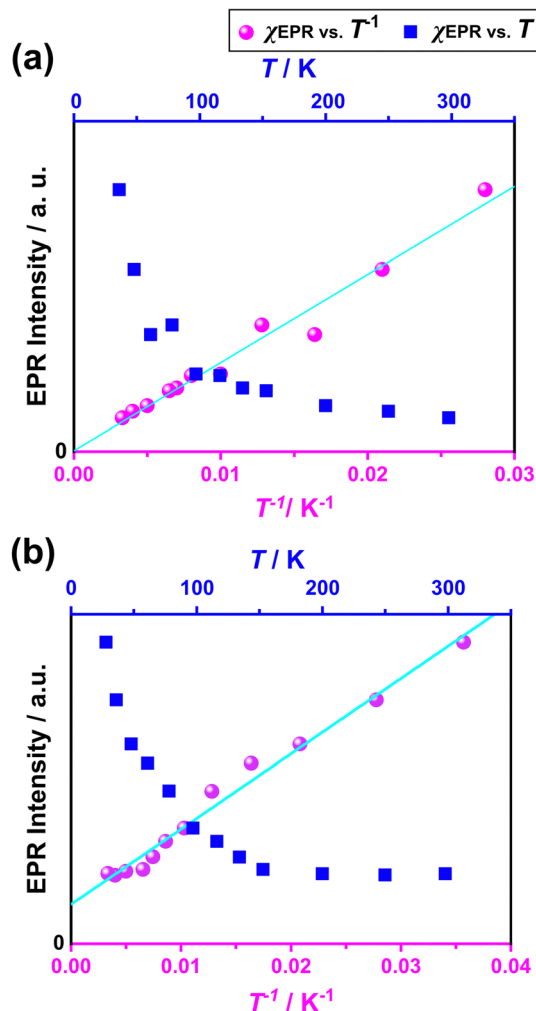 χEPR vs. T⁻¹ χEPR vs. T
(a)
T / K
0 100 200 300
EPR Intensity / a. u.
0
0.00 0.01 0.02 0.03
T⁻¹/ K⁻¹
(b)
T / K
0 100 200 300
EPR Intensity / a.u.
0
0.00 0.01 0.02 0.03 0.04
T⁻¹/ K⁻¹